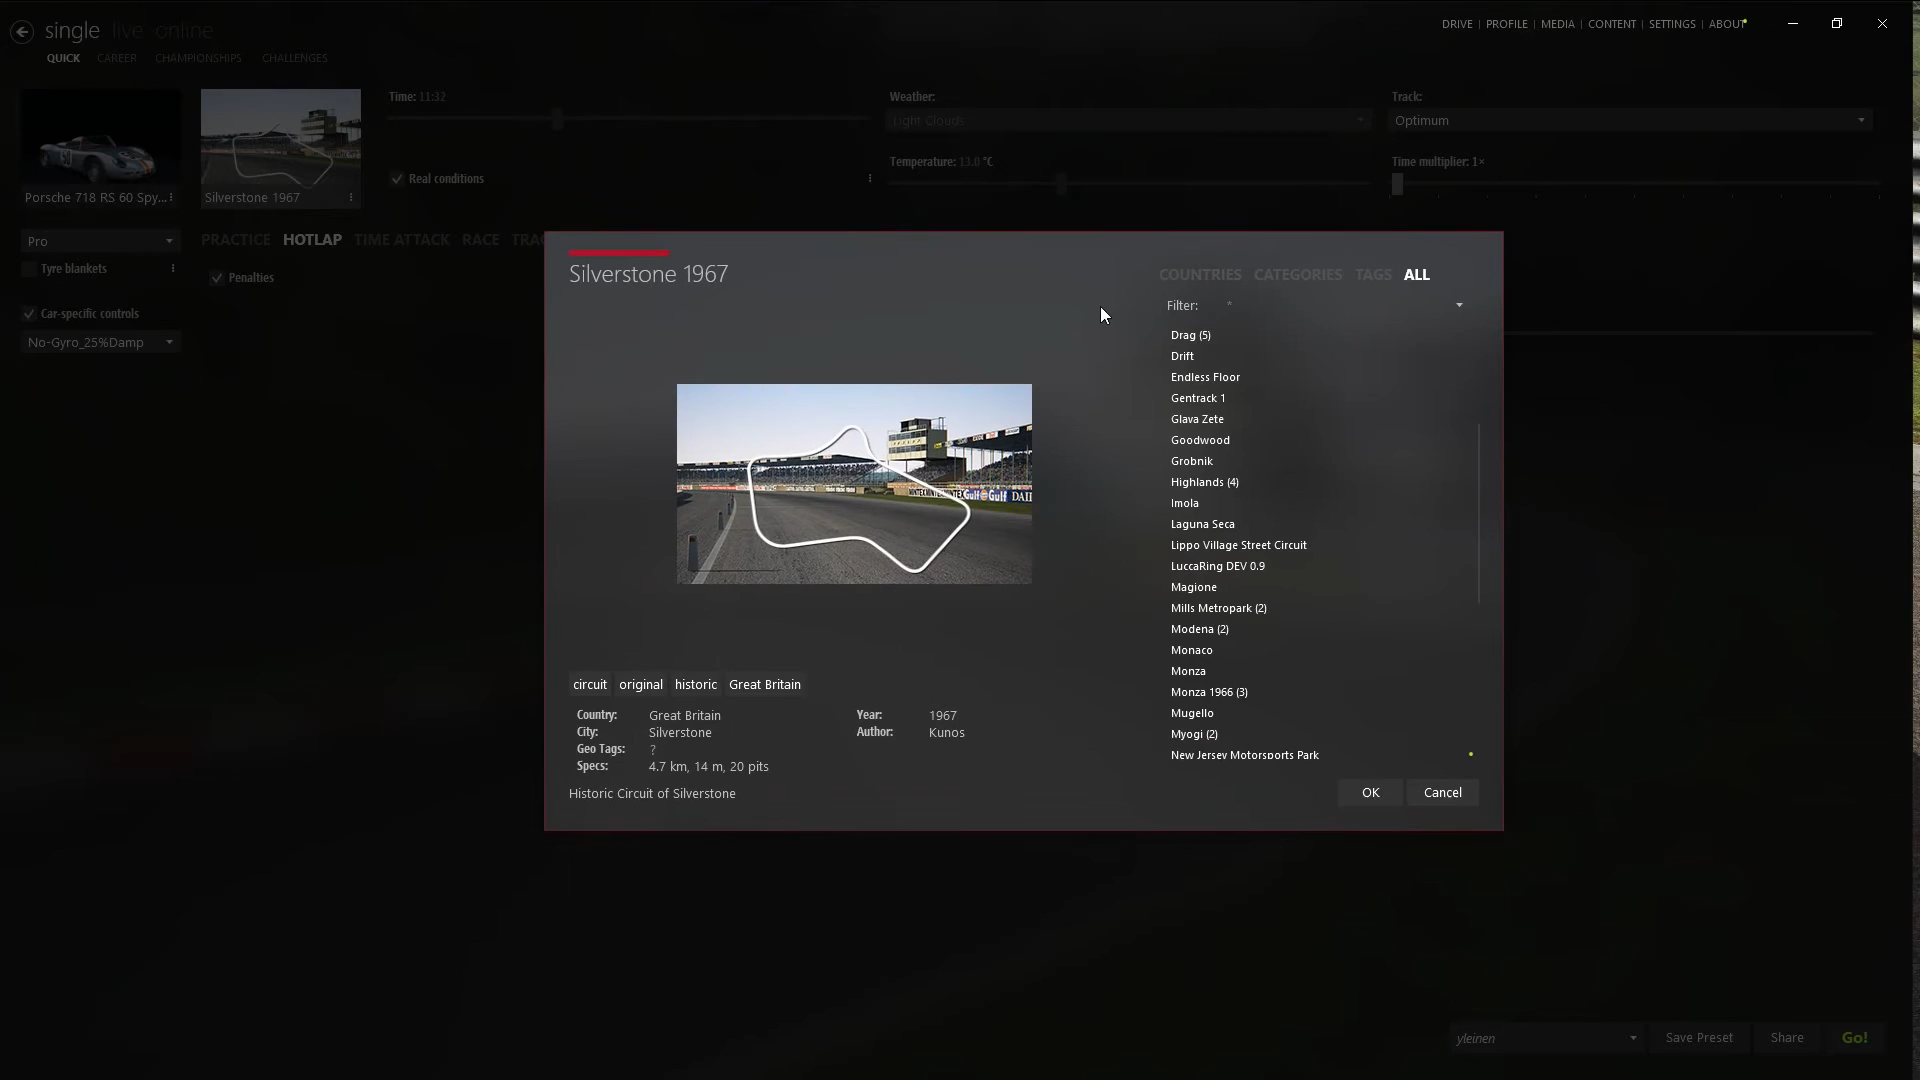 single live online
DRIVE | PROFILE | MEDIA | CONTENT | SETTINGS | ABOUT
QUICK CAREER CHAMPIONSHIPS CHALLENGES
Porsche 718 RS 60 Spy...
Silverstone 1967
Time: 11:32
Real conditions
Weather:
Light Clouds
Temperature: 13.0 °C
Track:
Optimum
Time multiplier: 1×
Pro
Tyre blankets
Car-specific controls
No-Gyro_25%Damp
PRACTICE HOTLAP TIME ATTACK RACE TRAC
Penalties
Silverstone 1967
COUNTRIES CATEGORIES TAGS ALL
Filter: *
Drag (5)
Drift
Endless Floor
Gentrack 1
Glava Zete
Goodwood
Grobnik
Highlands (4)
Imola
Laguna Seca
Lippo Village Street Circuit
LuccaRing DEV 0.9
Magione
Mills Metropark (2)
Modena (2)
Monaco
Monza
Monza 1966 (3)
Mugello
Myogi (2)
New Jersey Motorsports Park
Gulf Gulf DAI
circuit original historic Great Britain
Country: Great Britain
City: Silverstone
Geo Tags: ?
Specs: 4.7 km, 14 m, 20 pits
Year: 1967
Author: Kunos
Historic Circuit of Silverstone
OK Cancel
yleinen Save Preset Share Go!